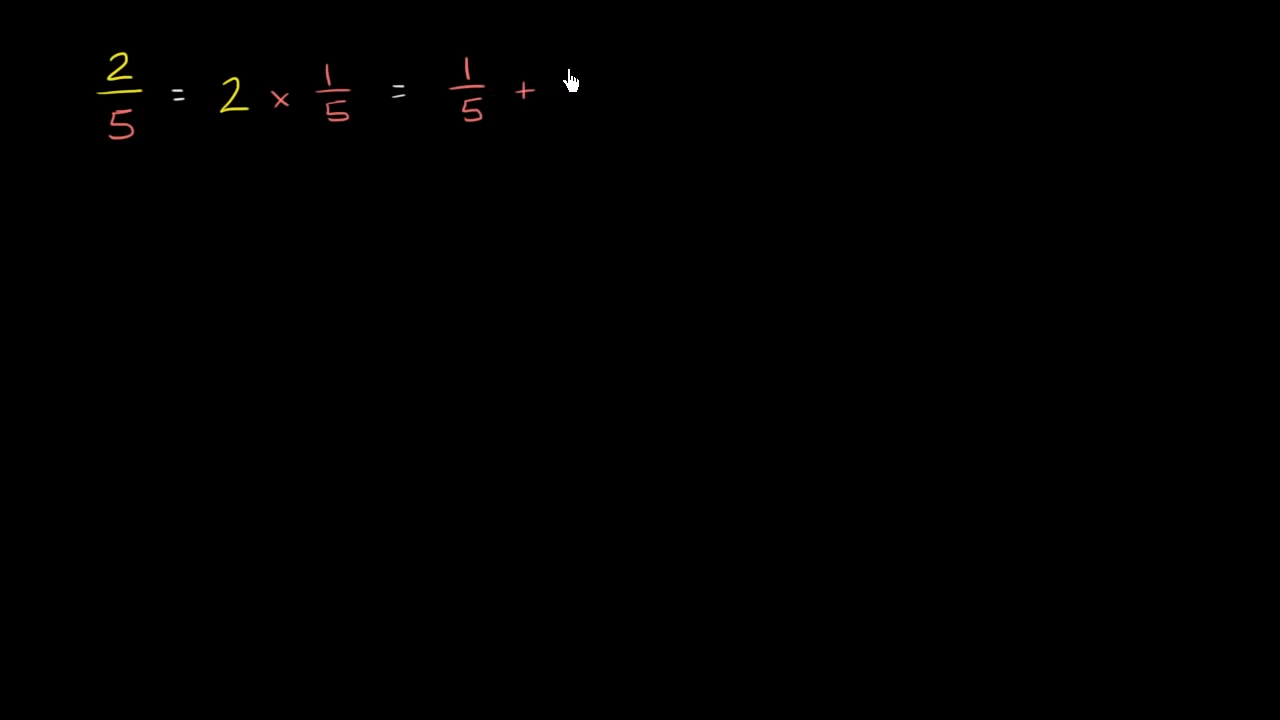 2/5 = 2 × 1/5 = 1/5 +